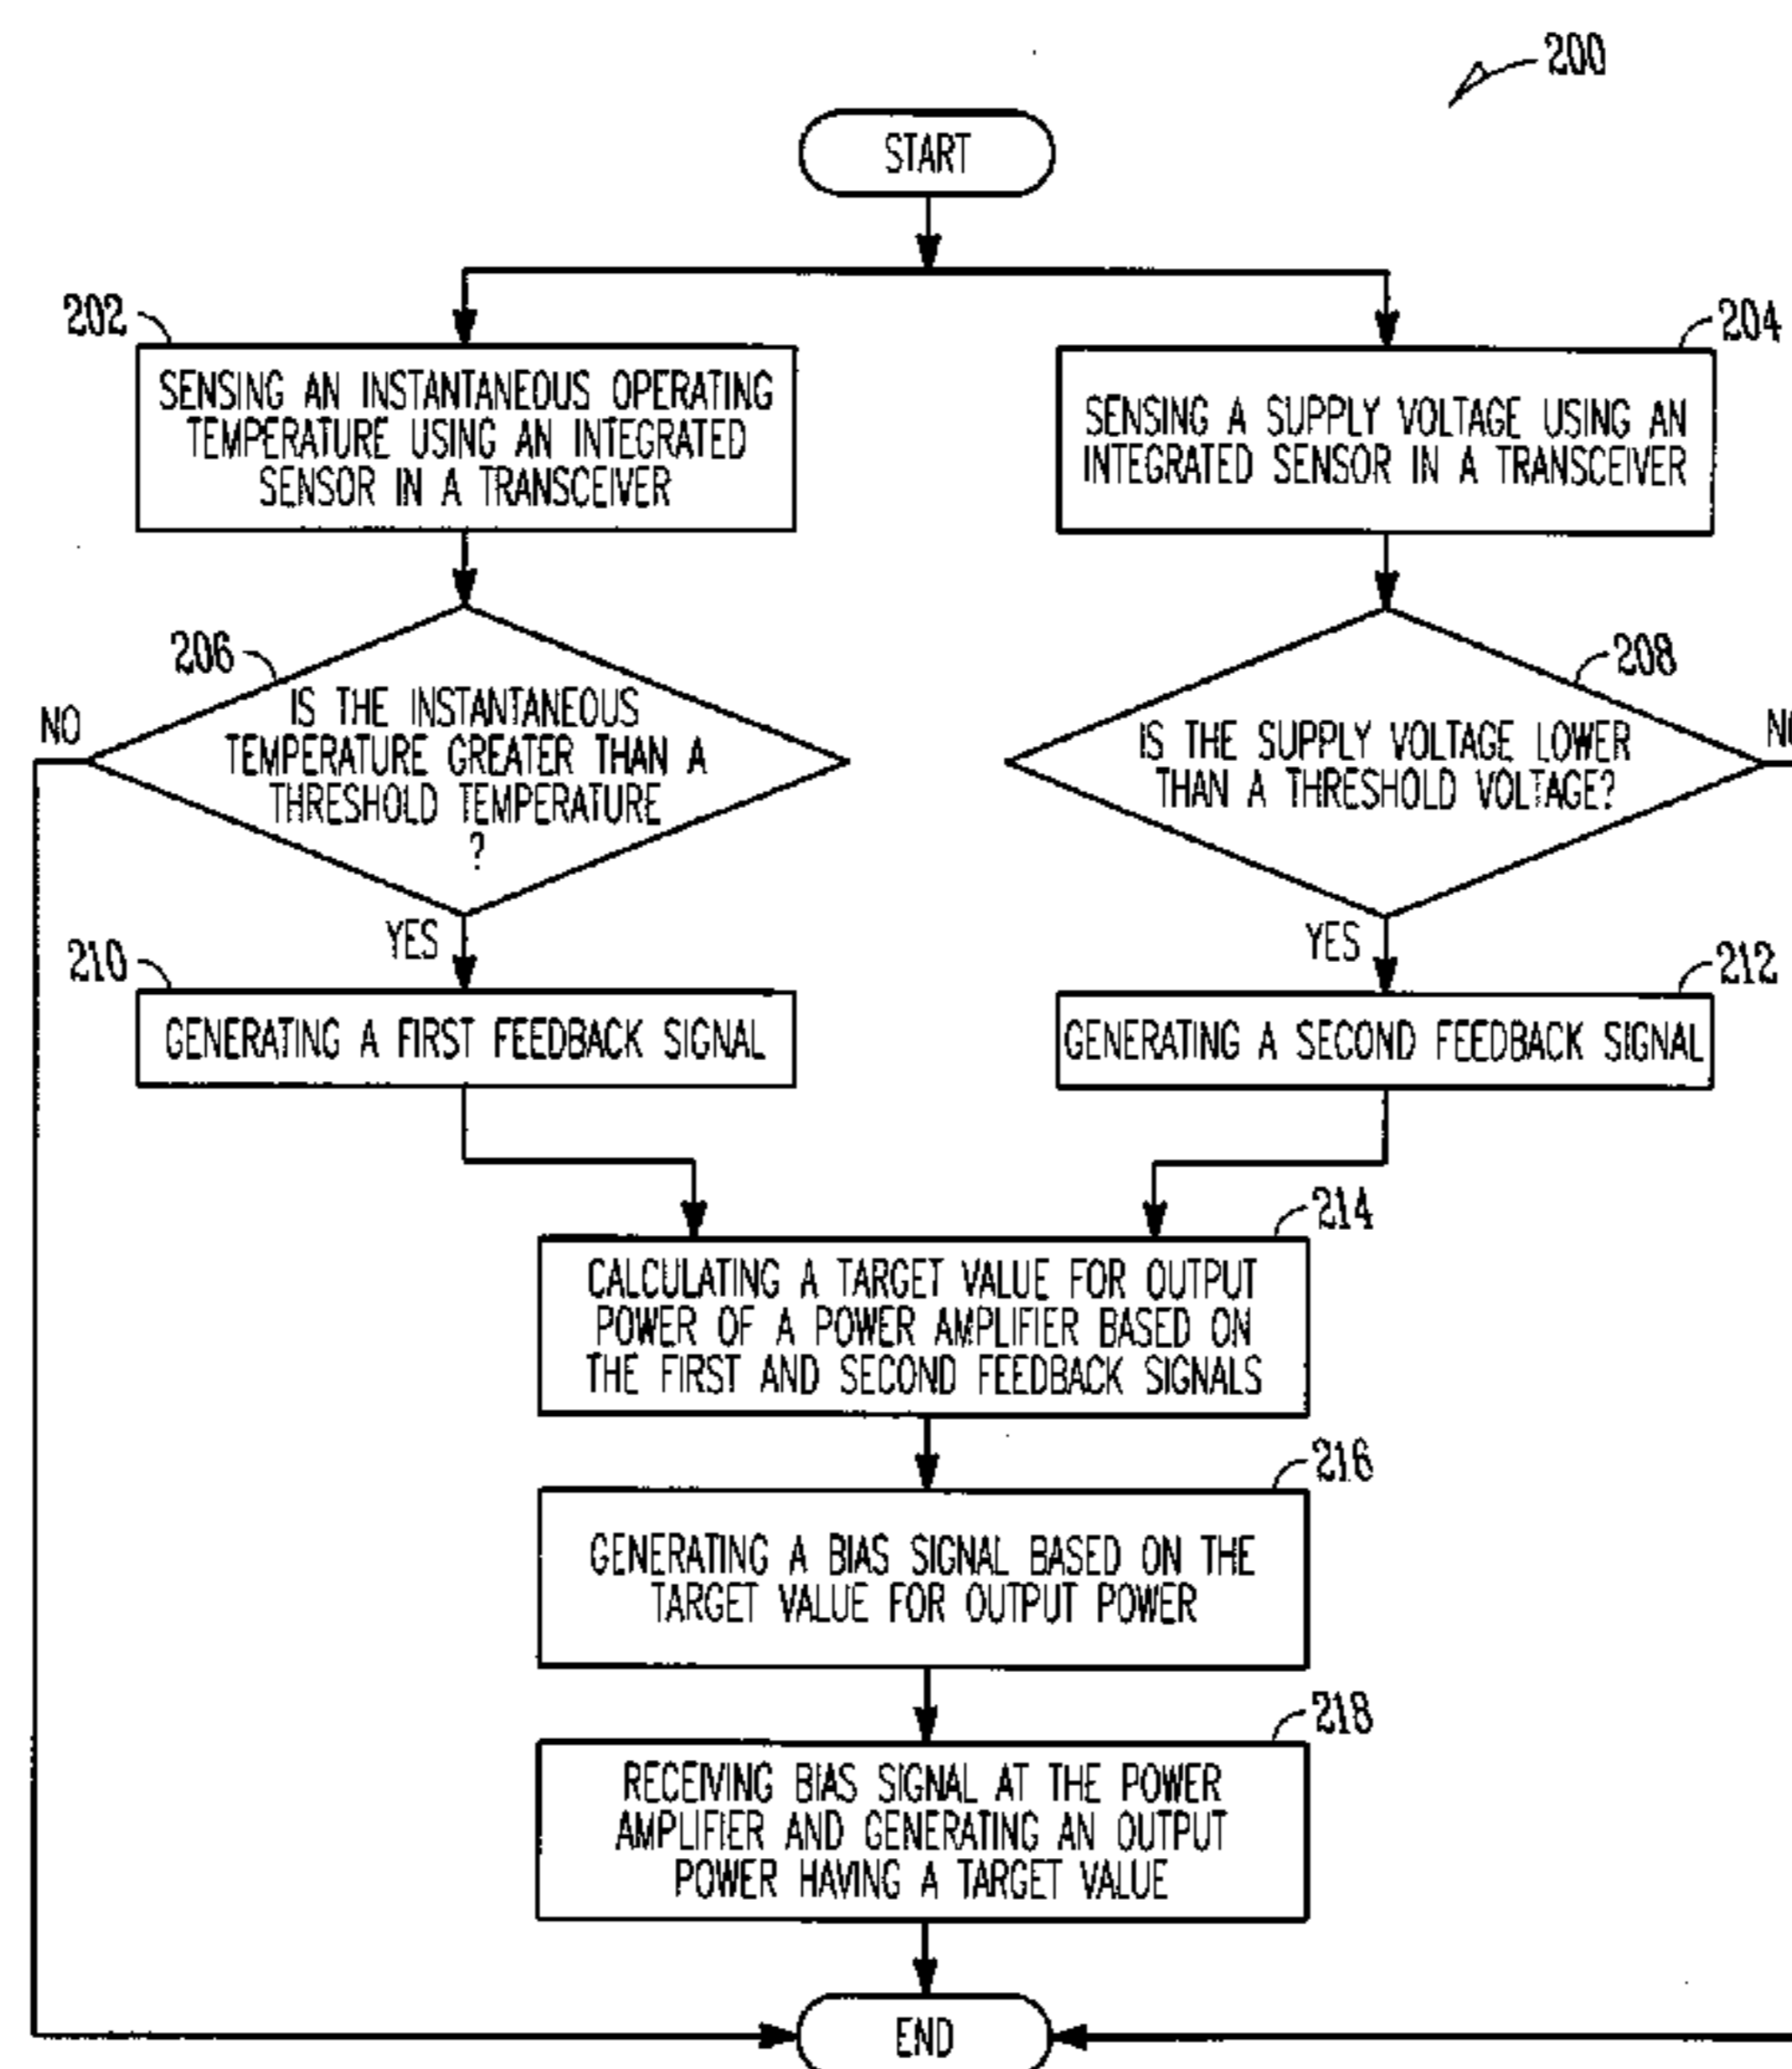 200
START
202
SENSING AN INSTANTANEOUS OPERATING
TEMPERATURE USING AN INTEGRATED
SENSOR IN A TRANSCEIVER
204
SENSING A SUPPLY VOLTAGE USING AN
INTEGRATED SENSOR IN A TRANSCEIVER
206
NO
IS THE INSTANTANEOUS
TEMPERATURE GREATER THAN A
THRESHOLD TEMPERATURE
?
YES
208
NO
IS THE SUPPLY VOLTAGE LOWER
THAN A THRESHOLD VOLTAGE?
YES
210
GENERATING A FIRST FEEDBACK SIGNAL
212
GENERATING A SECOND FEEDBACK SIGNAL
214
CALCULATING A TARGET VALUE FOR OUTPUT
POWER OF A POWER AMPLIFIER BASED ON
THE FIRST AND SECOND FEEDBACK SIGNALS
216
GENERATING A BIAS SIGNAL BASED ON THE
TARGET VALUE FOR OUTPUT POWER
218
RECEIVING BIAS SIGNAL AT THE POWER
AMPLIFIER AND GENERATING AN OUTPUT
POWER HAVING A TARGET VALUE
END